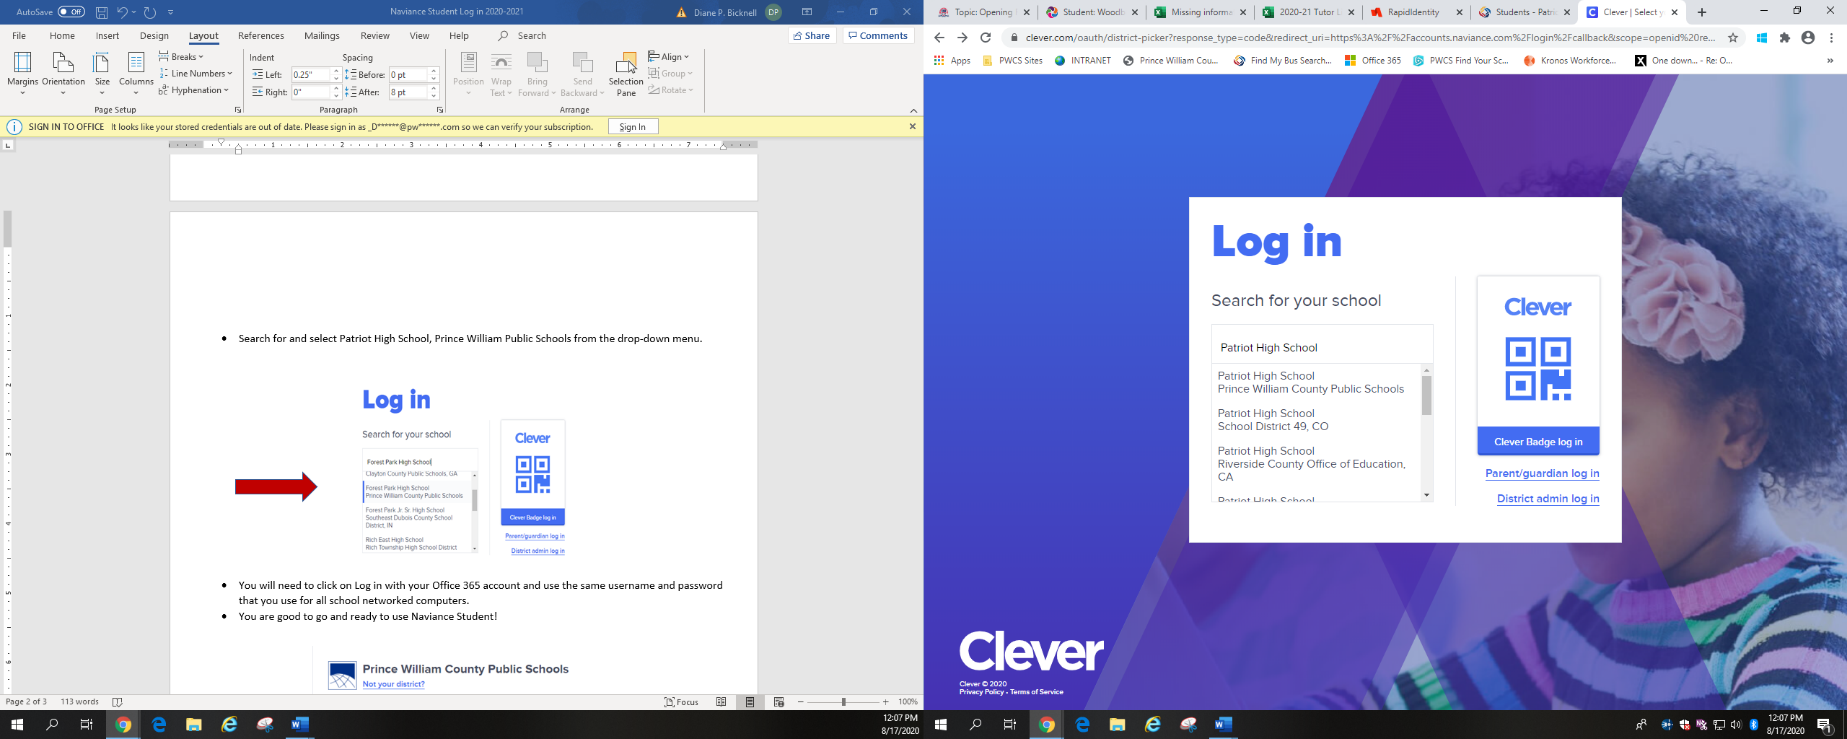 AutoSave Off
Naviance Student Log in 2020-2021
Diane P. Bicknell DP
File Home Insert Design Layout References Mailings Review View Help Search
Share Comments
Margins Orientation Size Columns
Breaks
Line Numbers
Hyphenation
Page Setup
Indent Spacing
Left: 0.25" Before: 0 pt
Right: 0" After: 8 pt
Paragraph
Position Wrap Text Bring Forward Send Backward Selection Pane
Align
Group
Rotate
Arrange
SIGN IN TO OFFICE It looks like your stored credentials are out of date. Please sign in as _D******@pw******.com so we can verify your subscription. Sign In
1 2 3 4 5 6 7
Search for and select Patriot High School, Prince William Public Schools from the drop-down menu.
Log in
Search for your school
Forest Park High School
Clayton County Public Schools, GA
Forest Park High School
Prince William County Public Schools
Forest Park Jr. Sr. High School
Southeast Dubois County School
District, IN
Rich East High School
Rich Township High School District
Clever
Clever Badge log in
Parent/guardian log in
District admin log in
You will need to click on Log in with your Office 365 account and use the same username and password
that you use for all school networked computers.
You are good to go and ready to use Naviance Student!
Prince William County Public Schools
Not your district?
Page 2 of 3 113 words
Focus 100%
12:07 PM
8/17/2020
Topic: Opening
Student: Woodb
Missing informa
2020-21 Tutor L
RapidIdentity
Students - Patri
Clever | Select y
clever.com/oauth/district-picker?response_type=code&redirect_uri=https%3A%2F%2Faccounts.naviance.com%2Flogin%2Fcallback&scope=openid%20re...
Apps PWCS Sites INTRANET Prince William Cou... Find My Bus Search... Office 365 PWCS Find Your Sc... Kronos Workforce... One down... - Re: O...
Log in
Search for your school
Patriot High School
Patriot High School
Prince William County Public Schools
Patriot High School
School District 49, CO
Patriot High School
Riverside County Office of Education,
CA
Patriot High School
Clever
Clever Badge log in
Parent/guardian log in
District admin log in
Clever
Clever © 2020
Privacy Policy • Terms of Service
12:07 PM
8/17/2020